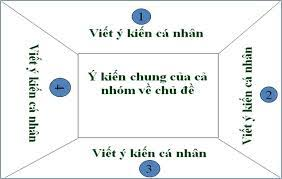 1
Viết ý kiến cá nhân
Viết ý kiến cá nhân
4
Ý kiến chung của cả
nhóm về chủ đề
2
Viết ý kiến cá nhân
Viết ý kiến cá nhân
3